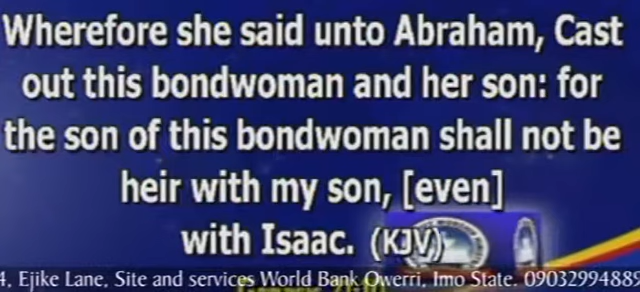 Wherefore she said unto Abraham, Cast
out this bondwoman and her son: for
the son of this bondwoman shall not be
heir with my son, [even]
with Isaac. (KJV)
4, Ejike Lane, Site and services World Bank Owerri, Imo State. 09032994889